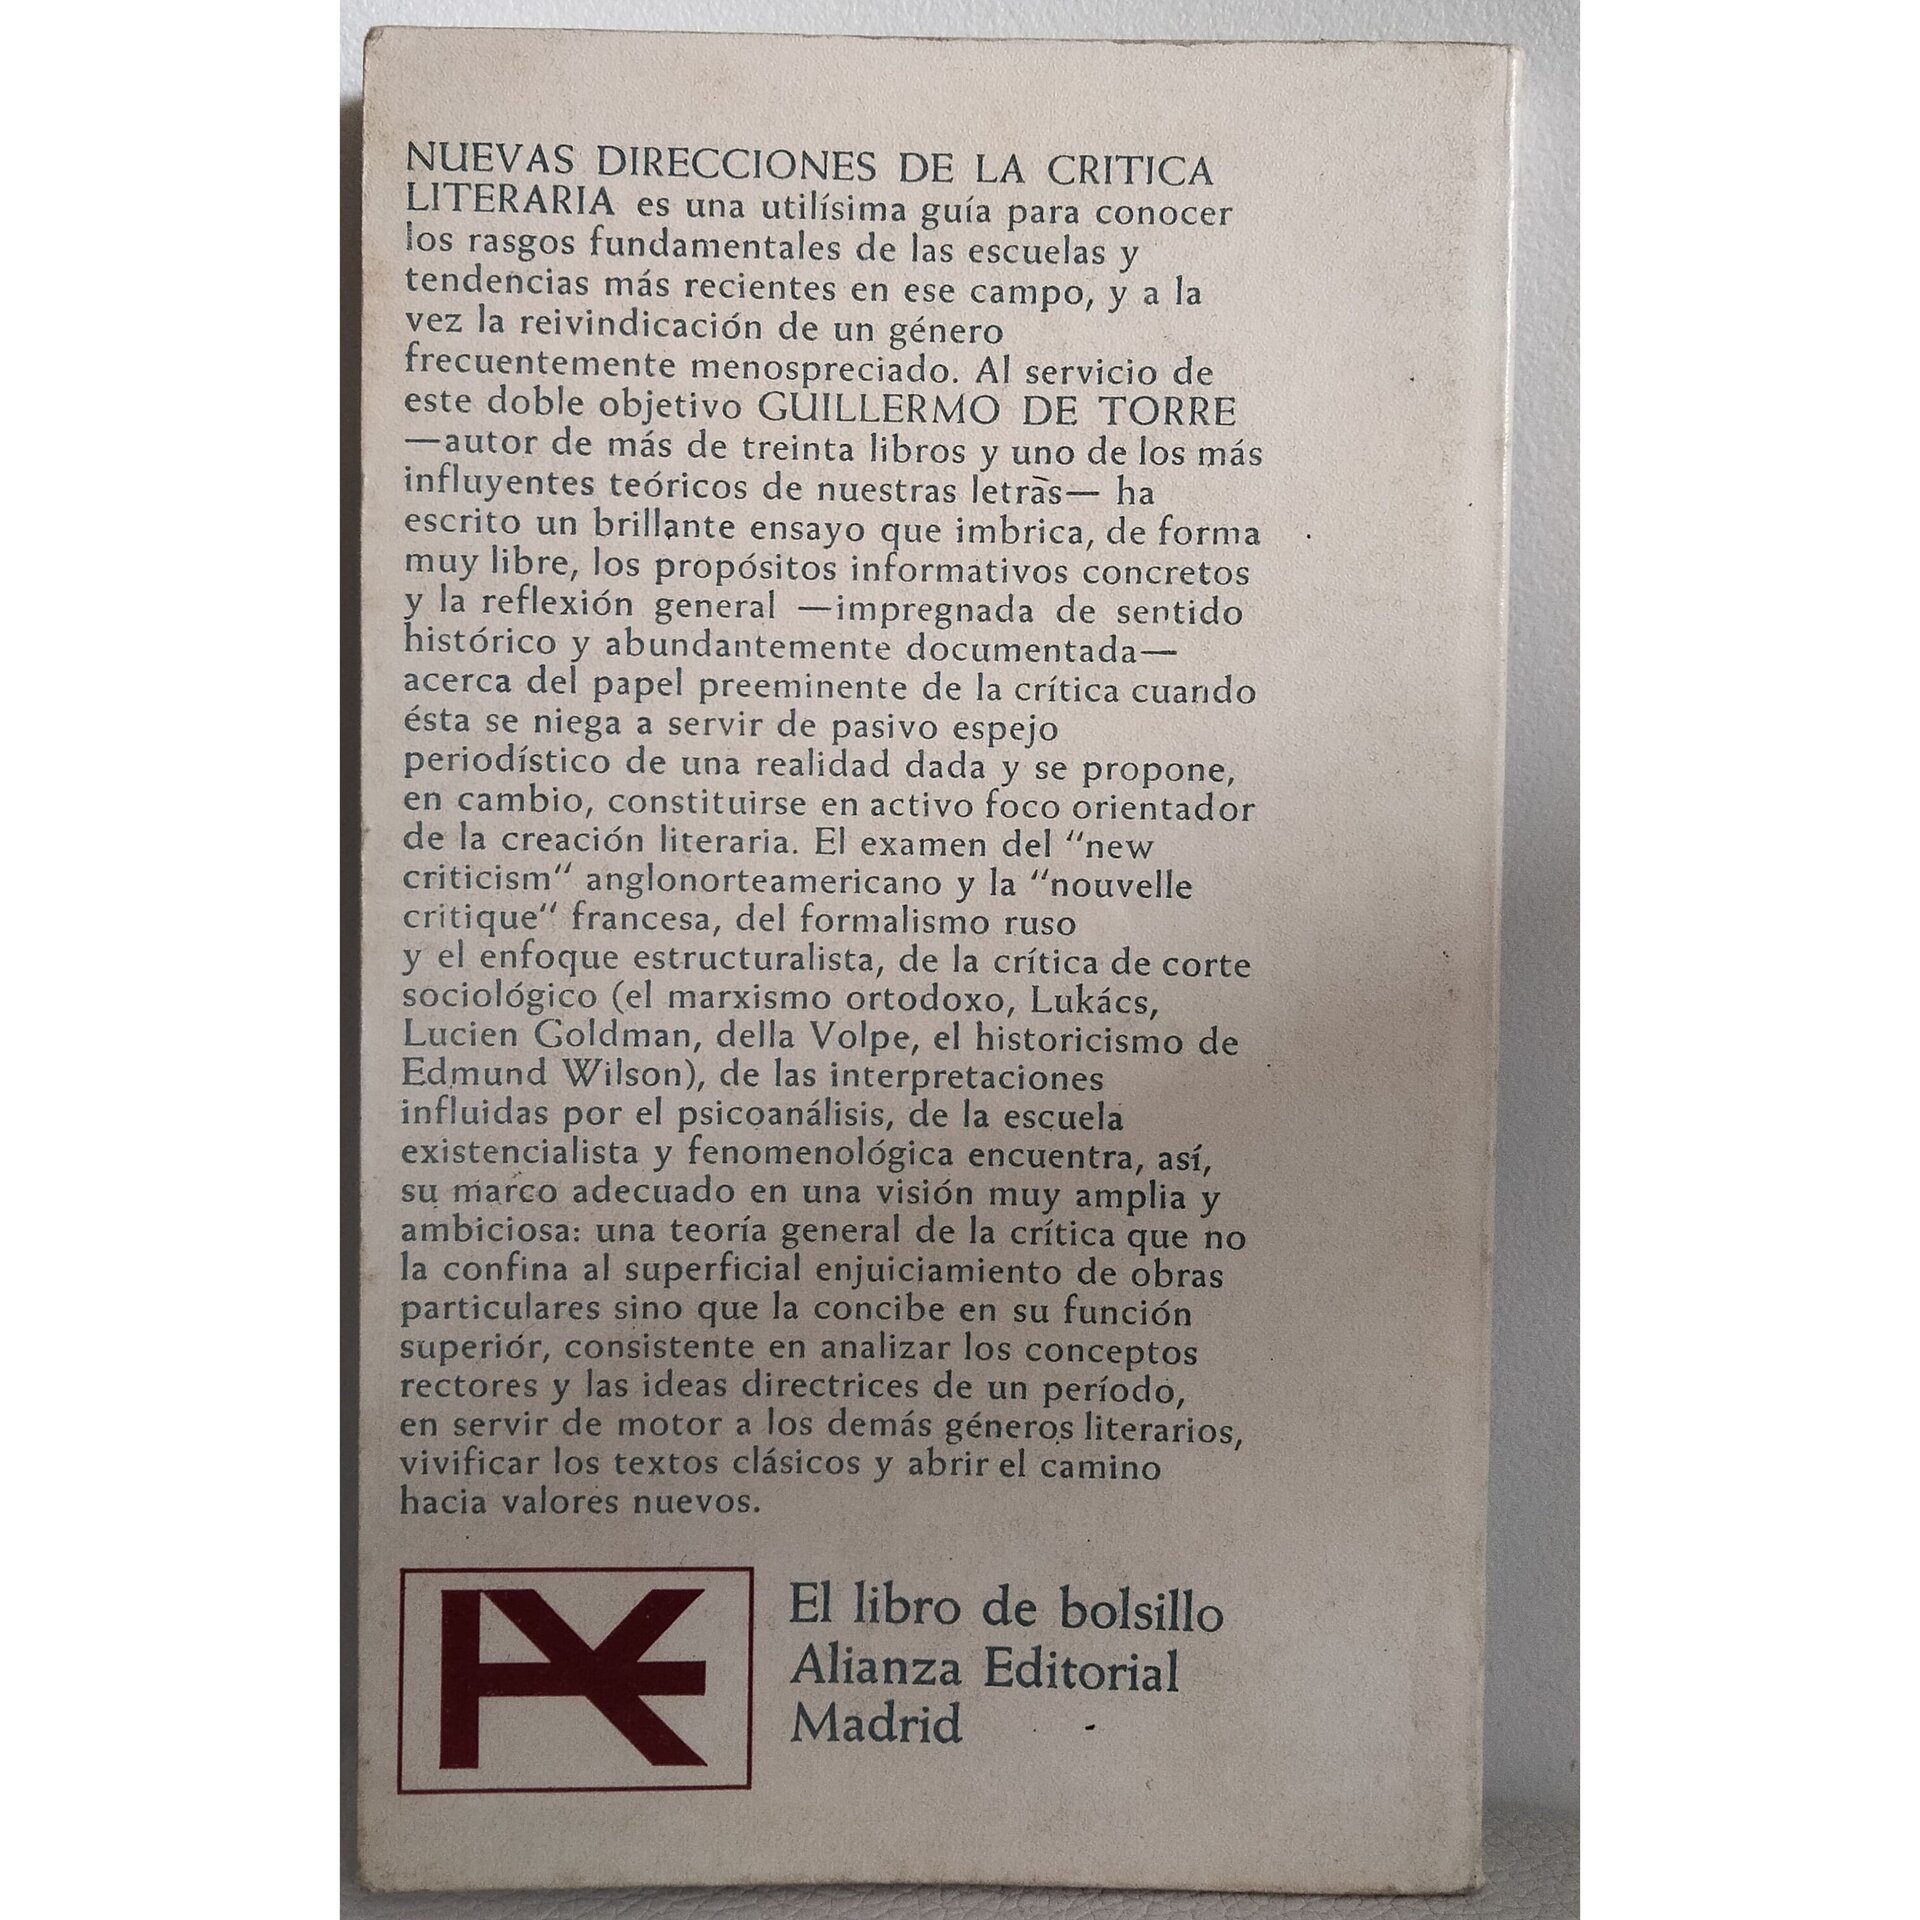 NUEVAS DIRECCIONES DE LA CRITICA
LITERARIA es una utilísima guía para conocer
los rasgos fundamentales de las escuelas y
tendencias más recientes en ese campo, y a la
vez la reivindicación de un género
frecuentemente menospreciado. Al servicio de
este doble objetivo GUILLERMO DE TORRE
—autor de más de treinta libros y uno de los más
influyentes teóricos de nuestras letras— ha
escrito un brillante ensayo que imbrica, de forma
muy libre, los propósitos informativos concretos
y la reflexión general —impregnada de sentido
histórico y abundantemente documentada—
acerca del papel preeminente de la crítica cuando
ésta se niega a servir de pasivo espejo
periodístico de una realidad dada y se propone,
en cambio, constituirse en activo foco orientador
de la creación literaria. El examen del "new
criticism" anglonorteamericano y la "nouvelle
critique" francesa, del formalismo ruso
y el enfoque estructuralista, de la crítica de corte
sociológico (el marxismo ortodoxo, Lukács,
Lucien Goldman, della Volpe, el historicismo de
Edmund Wilson), de las interpretaciones
influidas por el psicoanálisis, de la escuela
existencialista y fenomenológica encuentra, así,
su marco adecuado en una visión muy amplia y
ambiciosa: una teoría general de la crítica que no
la confina al superficial enjuiciamiento de obras
particulares sino que la concibe en su función
superiór, consistente en analizar los conceptos
rectores y las ideas directrices de un período,
en servir de motor a los demás géneros literarios,
vivificar los textos clásicos y abrir el camino
hacia valores nuevos.
El libro de bolsillo
Alianza Editorial
Madrid